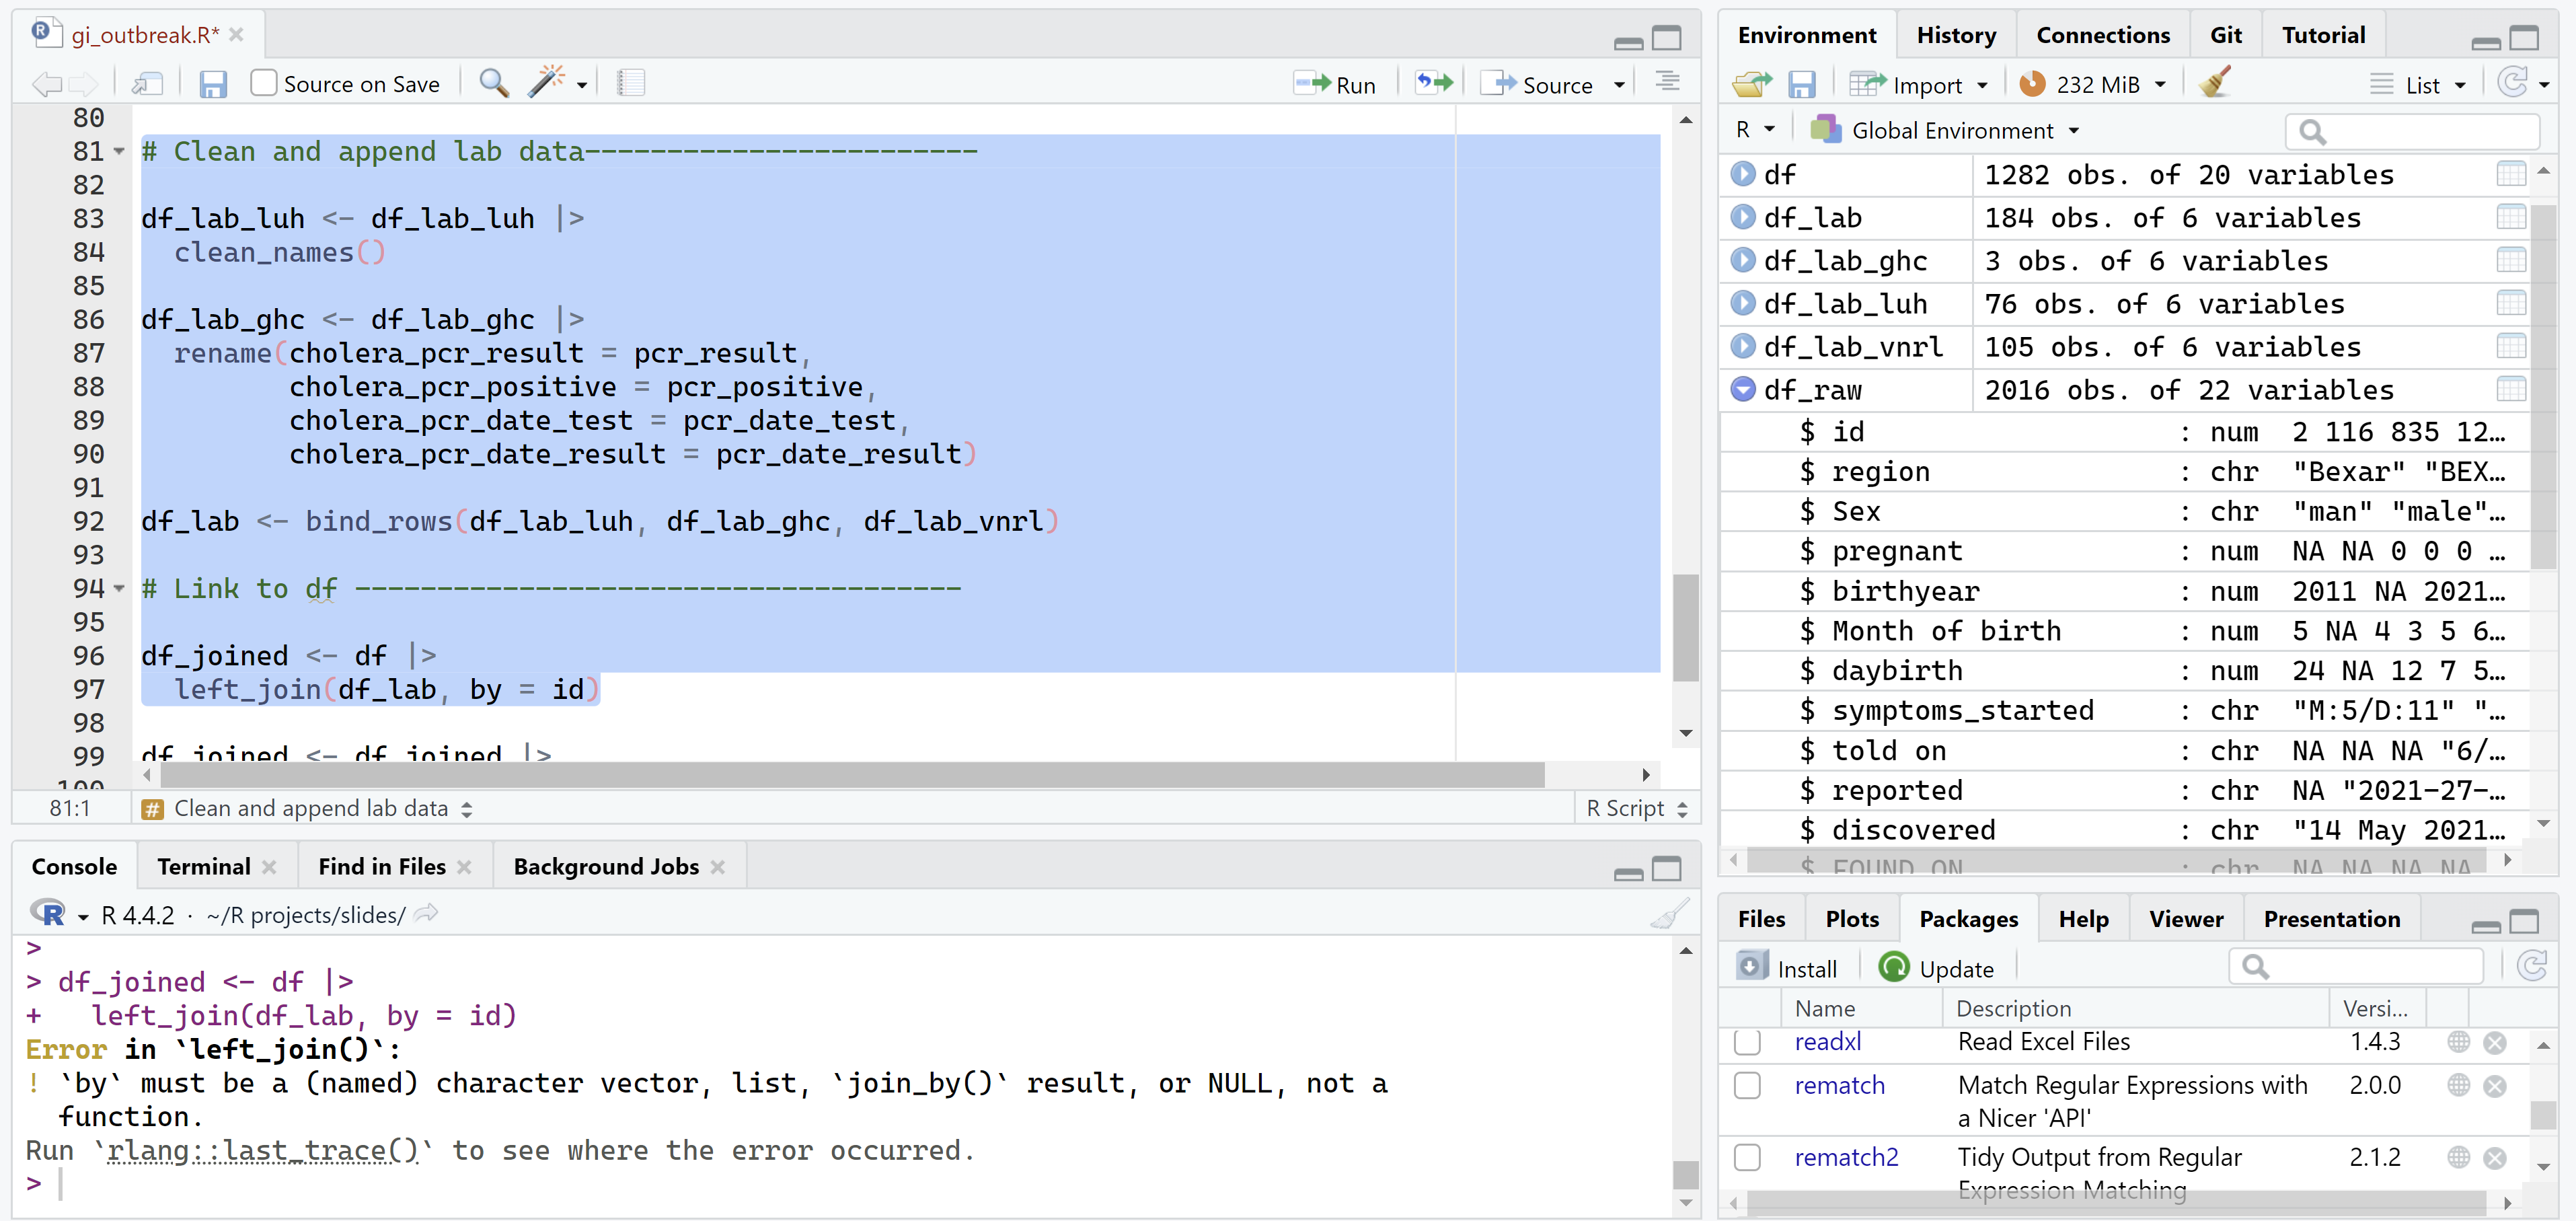 gi_outbreak.R*
Source on Save
Run
Source
80
81 # Clean and append lab data------------------------
82
83 df_lab_luh <- df_lab_luh |>
84 clean_names()
85
86 df_lab_ghc <- df_lab_ghc |>
87 rename(cholera_pcr_result = pcr_result,
88 cholera_pcr_positive = pcr_positive,
89 cholera_pcr_date_test = pcr_date_test,
90 cholera_pcr_date_result = pcr_date_result)
91
92 df_lab <- bind_rows(df_lab_luh, df_lab_ghc, df_lab_vnrl)
93
94 # Link to df -------------------------------------
95
96 df_joined <- df |>
97 left_join(df_lab, by = id)
98
99 df_joined <- df_joined |>
100
81:1 # Clean and append lab data R Script
Console Terminal Find in Files Background Jobs
R R 4.4.2 · ~/R projects/slides/
>
> df_joined <- df |>
+ left_join(df_lab, by = id)
Error in `left_join()`:
! `by` must be a (named) character vector, list, `join_by()` result, or NULL, not a
function.
Run `rlang::last_trace()` to see where the error occurred.
>
Environment History Connections Git Tutorial
Import 232 MiB List
R Global Environment
df 1282 obs. of 20 variables
df_lab 184 obs. of 6 variables
df_lab_ghc 3 obs. of 6 variables
df_lab_luh 76 obs. of 6 variables
df_lab_vnrl 105 obs. of 6 variables
df_raw 2016 obs. of 22 variables
$ id : num 2 116 835 12…
$ region : chr "Bexar" "BEX…
$ Sex : chr "man" "male"…
$ pregnant : num NA NA 0 0 0 …
$ birthyear : num 2011 NA 2021…
$ Month of birth : num 5 NA 4 3 5 6…
$ daybirth : num 24 NA 12 7 5…
$ symptoms_started : chr "M:5/D:11" "…
$ told on : chr NA NA NA "6/…
$ reported : chr NA "2021-27-…
$ discovered : chr "14 May 2021…
$ FOUND ON : chr NA NA NA NA
Files Plots Packages Help Viewer Presentation
Install Update
Name Description Versi...
readxl Read Excel Files 1.4.3
rematch Match Regular Expressions with 2.0.0
a Nicer 'API'
rematch2 Tidy Output from Regular 2.1.2
Expression Matching